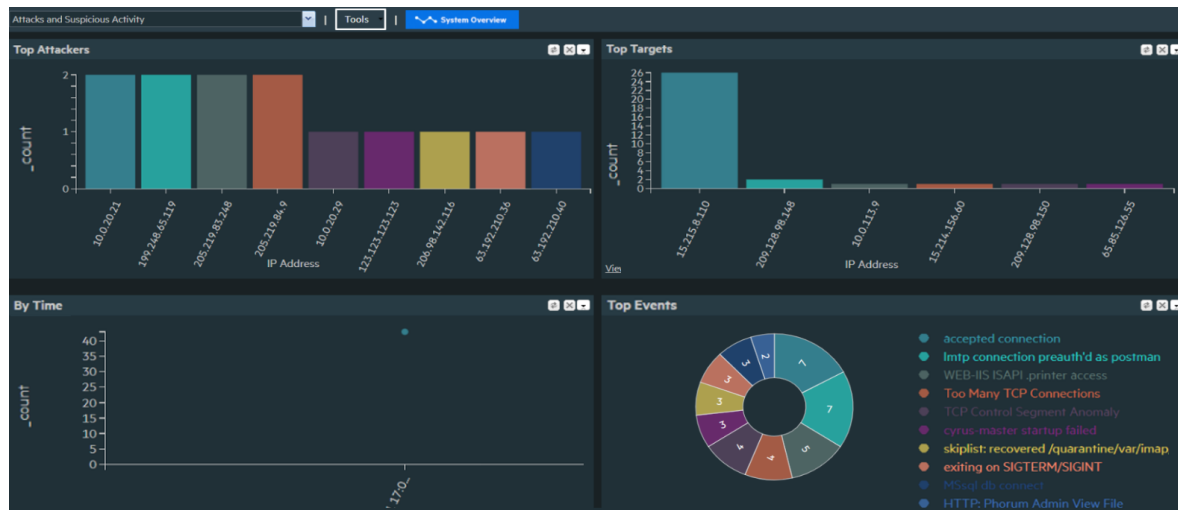 Attacks and Suspicious Activity | Tools | System Overview
Top Attackers
2
1
0
_count
10.0.20.21
199.248.65.119
205.219.83.248
205.219.84.9
10.0.20.29
123.123.123.123
206.98.142.116
63.192.210.36
63.192.210.40
IP Address
Top Targets
26
24
22
20
18
16
14
12
10
8
6
4
2
0
_count
15.215.8.110
209.128.98.148
10.0.113.9
15.214.156.60
209.128.98.150
65.85.126.55
IP Address
By Time
40
35
30
25
20
15
10
5
0
_count
17:0...
Top Events
7
7
5
4
4
3
3
3
3
2
accepted connection
lmtp connection preauth'd as postman
WEB-IIS ISAPI .printer access
Too Many TCP Connections
TCP Control Segment Anomaly
cyrus-master startup failed
skiplist: recovered /quarantine/var/imap
exiting on SIGTERM/SIGINT
MSsql db connect
HTTP: Phorum Admin View File